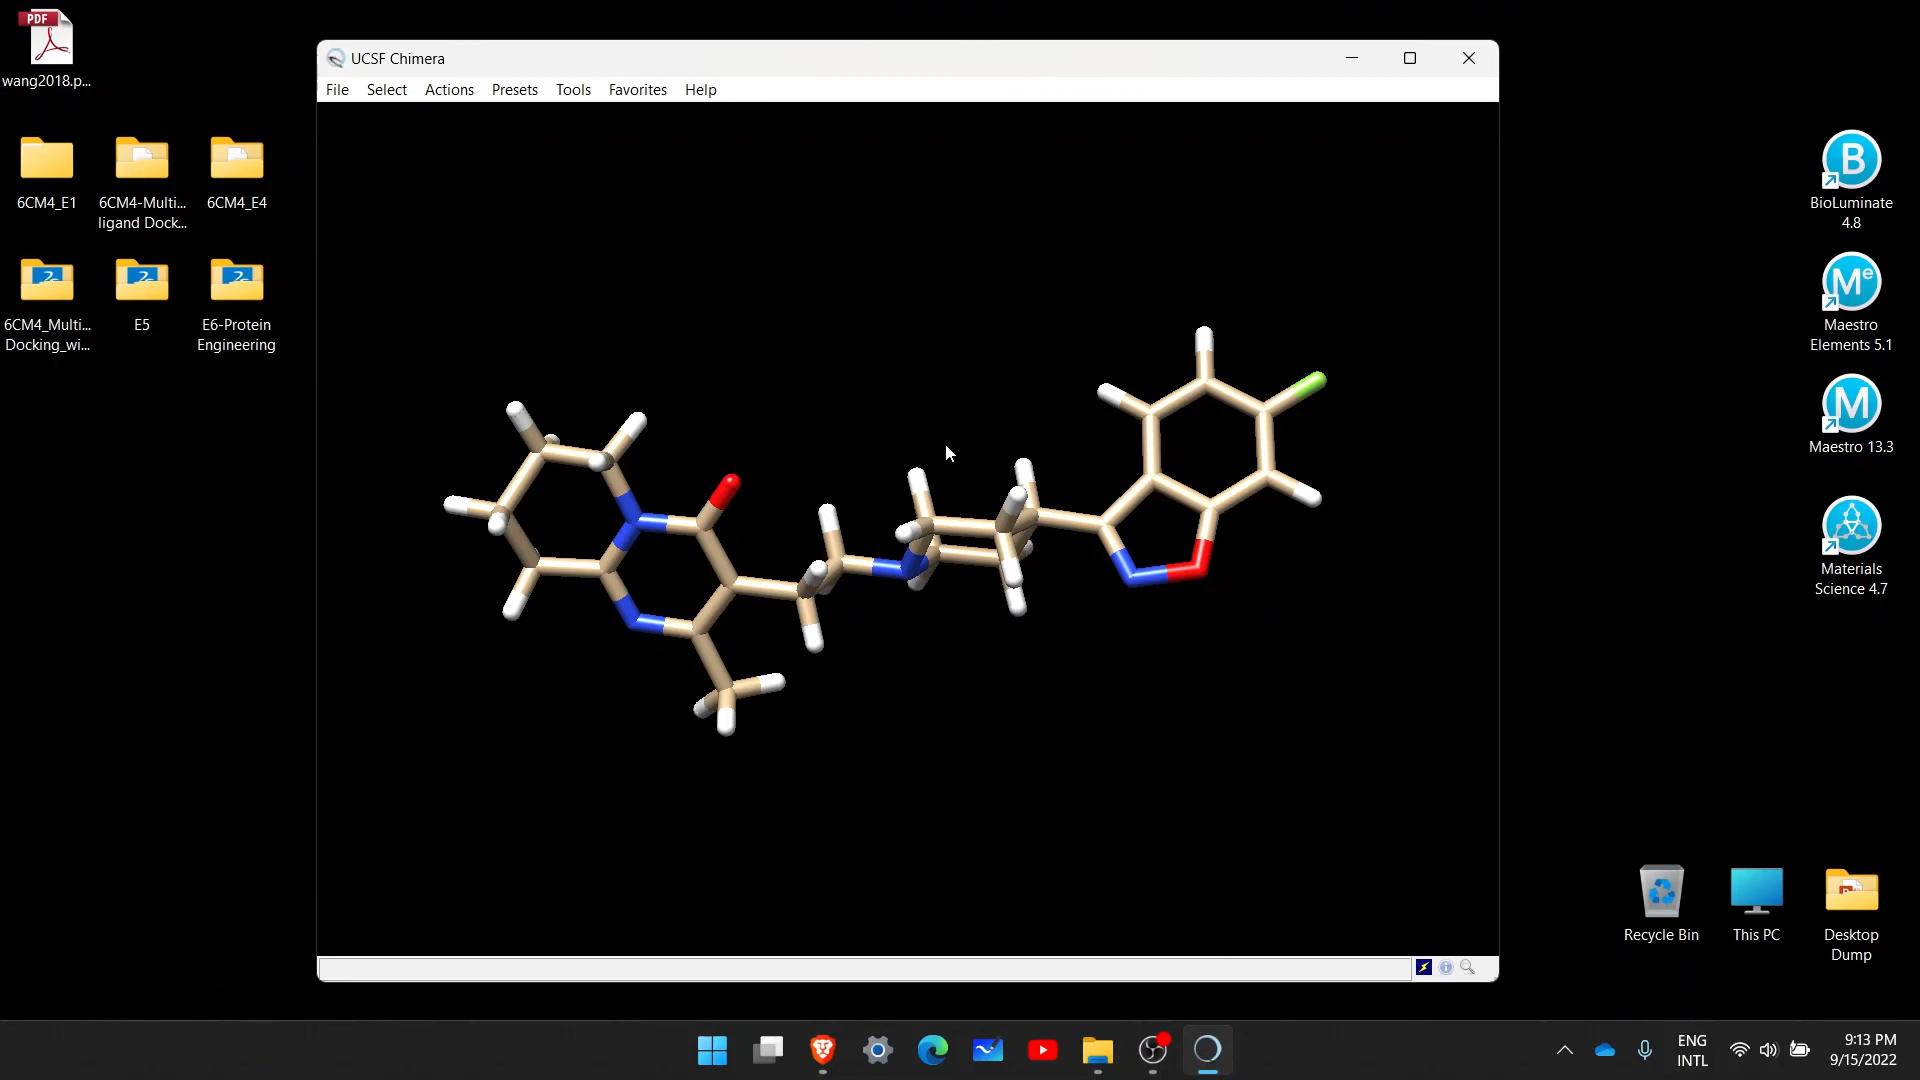 PDF
wang2018.p...
6CM4_E1
6CM4-Multi...
ligand Dock...
6CM4_E4
6CM4_Multi...
Docking_wi...
E5
E6-Protein
Engineering
UCSF Chimera
File Select Actions Presets Tools Favorites Help
B
BioLuminate
4.8
Me
Maestro
Elements 5.1
M
Maestro 13.3
Materials
Science 4.7
Recycle Bin
This PC
Desktop
Dump
ENG
INTL
9:13 PM
9/15/2022